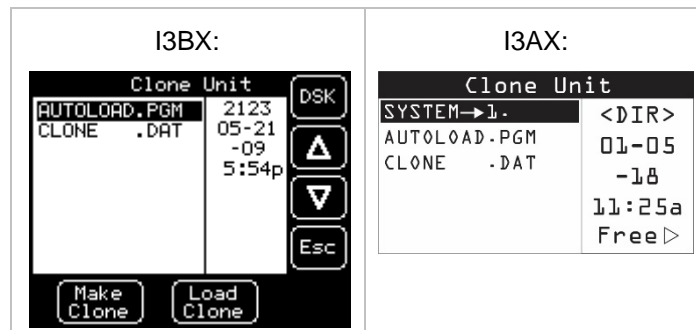 I3BX:
Clone Unit
AUTOLOAD.PGM
CLONE .DAT
2123
05-21
-09
5:54p
DSK
Esc
Make
Clone
Load
Clone
I3AX:
Clone Unit
SYSTEM→1.
AUTOLOAD.PGM
CLONE .DAT
<DIR>
01-05
-18
11:25a
Free▷